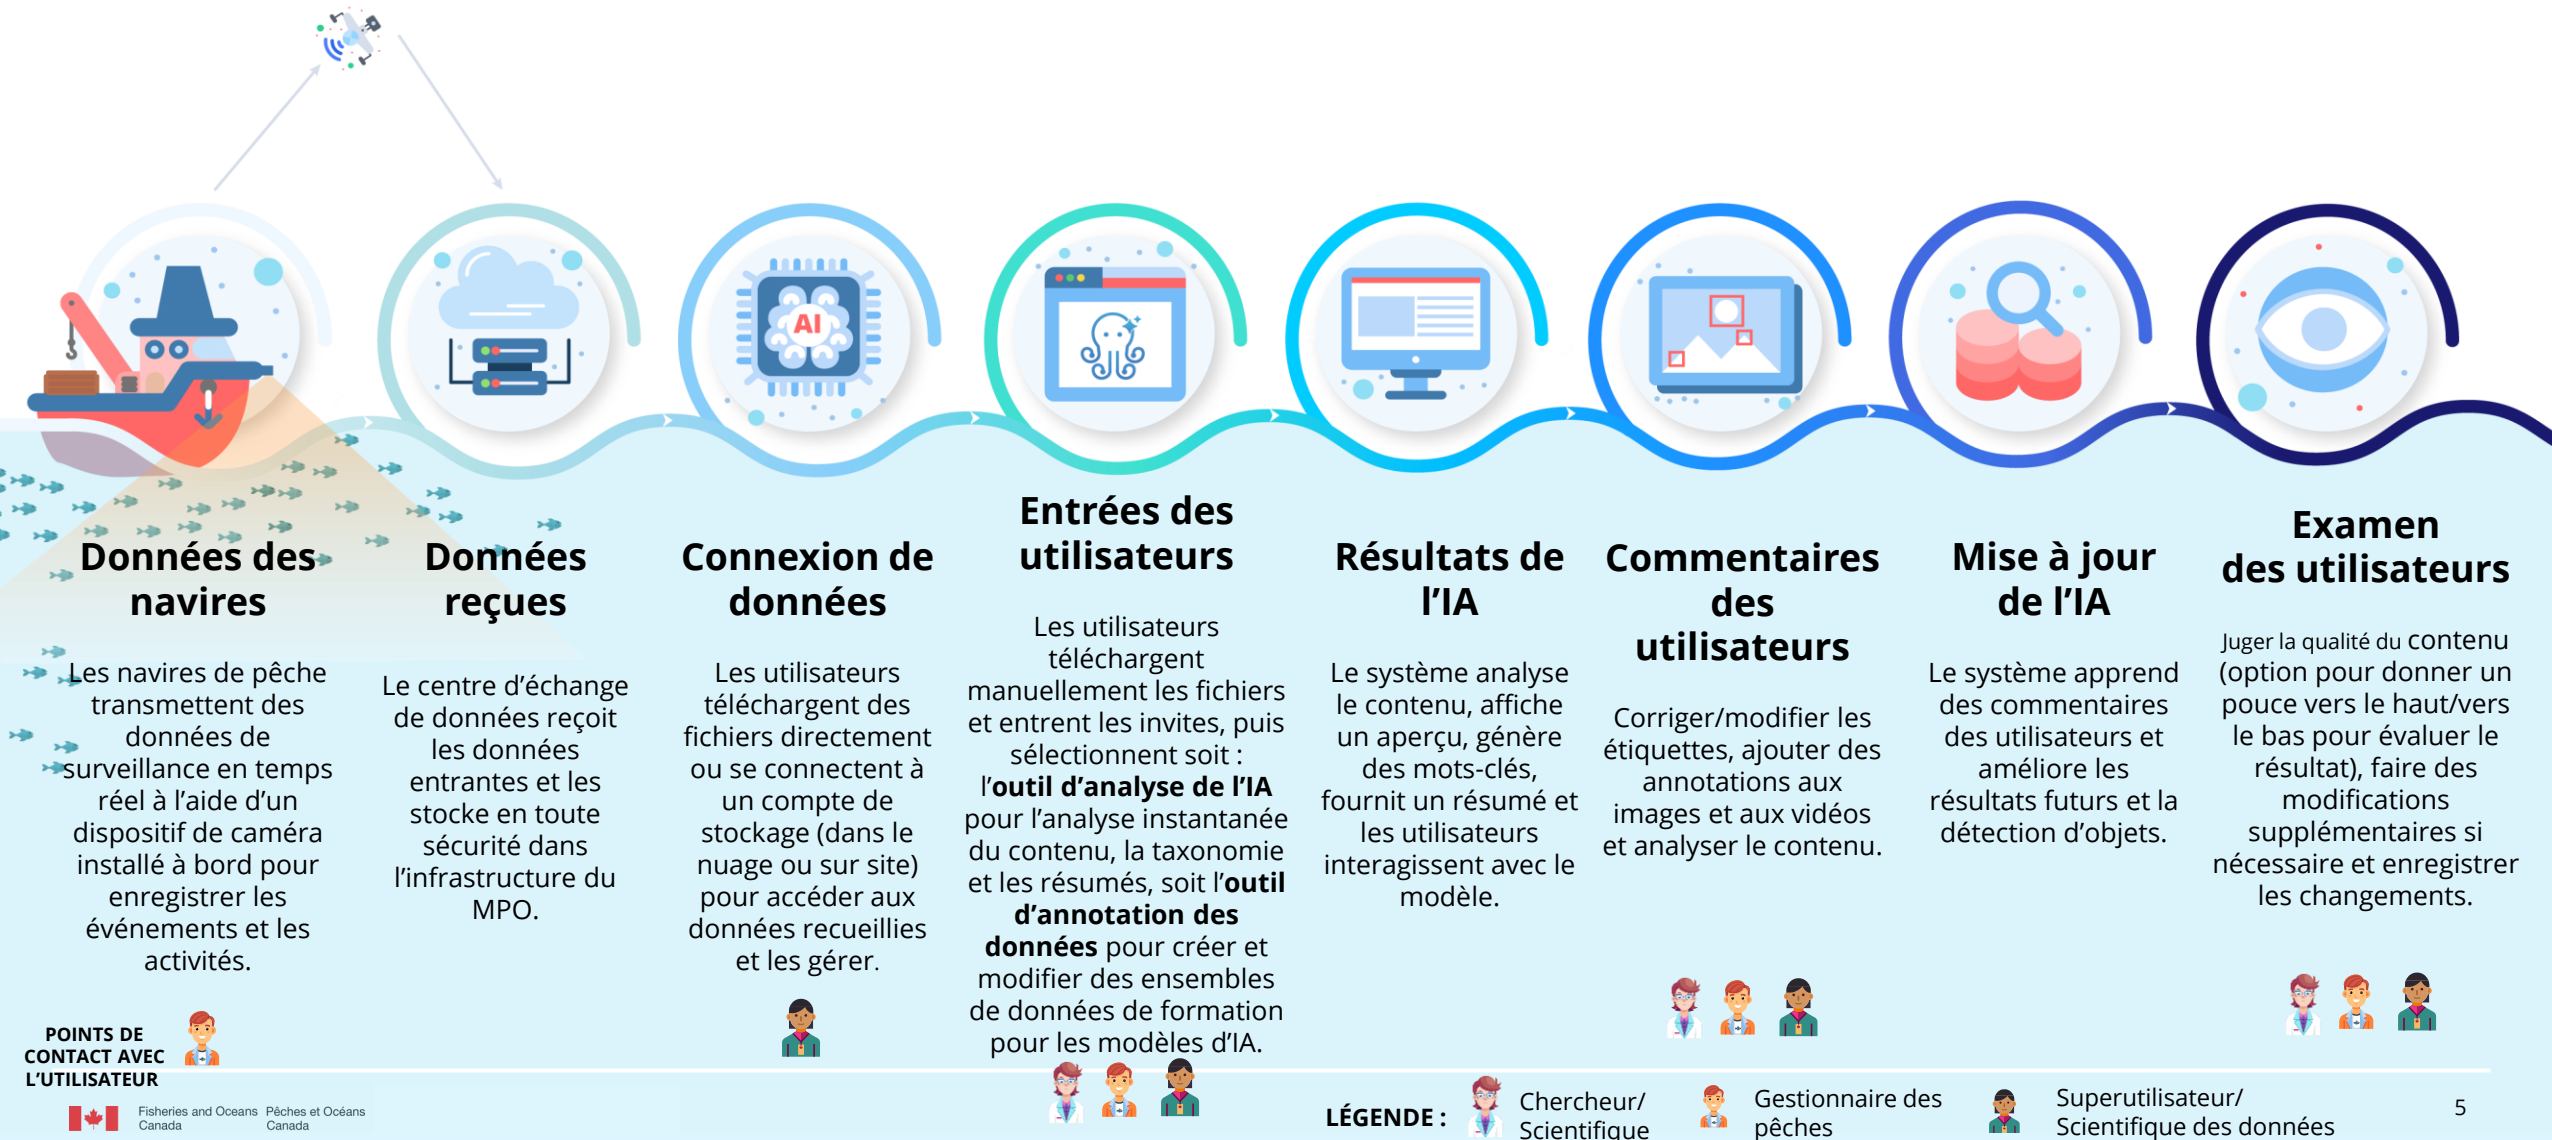 AI
Données des
navires
Les navires de pêche
transmettent des
données de
surveillance en temps
réel à l’aide d’un
dispositif de caméra
installé à bord pour
enregistrer les
événements et les
activités.
Données
reçues
Le centre d’échange
de données reçoit
les données
entrantes et les
stocke en toute
sécurité dans
l’infrastructure du
MPO.
Connexion de
données
Les utilisateurs
téléchargent des
fichiers directement
ou se connectent à
un compte de
stockage (dans le
nuage ou sur site)
pour accéder aux
données recueillies
et les gérer.
Entrées des
utilisateurs
Les utilisateurs
téléchargent
manuellement les fichiers
et entrent les invites, puis
sélectionnent soit :
l’outil d’analyse de l’IA
pour l’analyse instantanée
du contenu, la taxonomie
et les résumés, soit l’outil
d’annotation des
données pour créer et
modifier des ensembles
de données de formation
pour les modèles d’IA.
Résultats de
l’IA
Le système analyse
le contenu, affiche
un aperçu, génère
des mots-clés,
fournit un résumé et
les utilisateurs
interagissent avec le
modèle.
Commentaires
des
utilisateurs
Corriger/modifier les
étiquettes, ajouter des
annotations aux
images et aux vidéos
et analyser le contenu.
Mise à jour
de l’IA
Le système apprend
des commentaires
des utilisateurs et
améliore les
résultats futurs et la
détection d’objets.
Examen
des utilisateurs
Juger la qualité du contenu
(option pour donner un
pouce vers le haut/vers
le bas pour évaluer le
résultat), faire des
modifications
supplémentaires si
nécessaire et enregistrer
les changements.
POINTS DE
CONTACT AVEC
L’UTILISATEUR
Fisheries and Oceans
Canada
Pêches et Océans
Canada
LÉGENDE :
Chercheur/
Scientifique
Gestionnaire des
pêches
Superutilisateur/
Scientifique des données
5